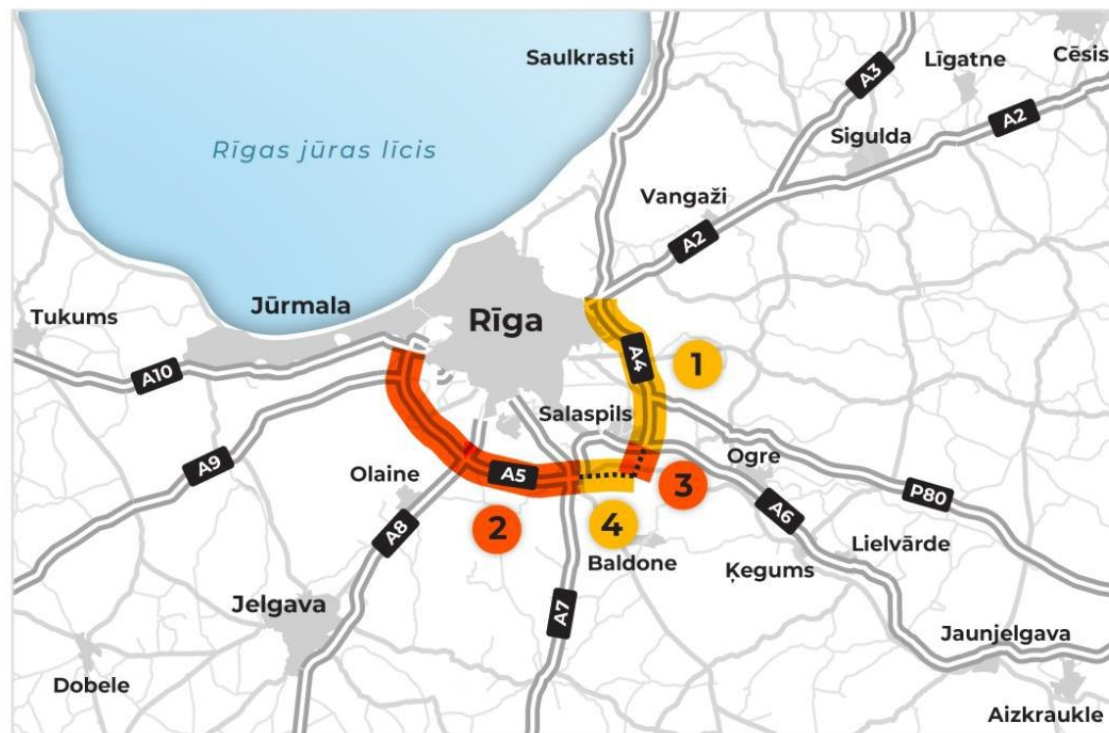 Saulkrasti
A3
Līgatne
Cēsis
A2
Sigulda
Rīgas jūras līcis
Vangaži
A2
Jūrmala
Tukums
Rīga
A10
A4
1
Salaspils
A9
Olaine
A5
Ogre
3
P80
2
4
A8
A6
Lielvārde
Baldone
Ķegums
Jelgava
A7
Jaunjelgava
Dobele
Aizkraukle